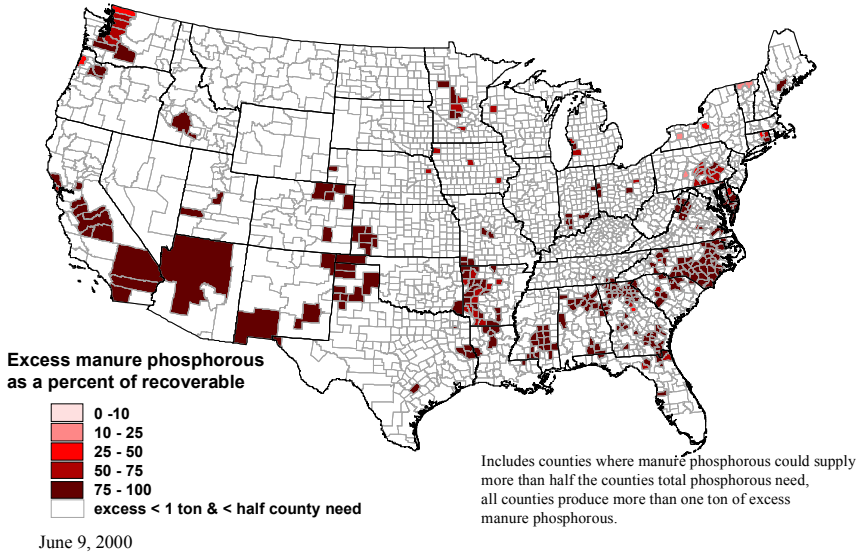 Excess manure phosphorous
as a percent of recoverable
0 -10
10 - 25
25 - 50
50 - 75
75 - 100
excess < 1 ton & < half county need
Includes counties where manure phosphorous could supply
more than half the counties total phosphorous need,
all counties produce more than one ton of excess
manure phosphorous.
June 9, 2000